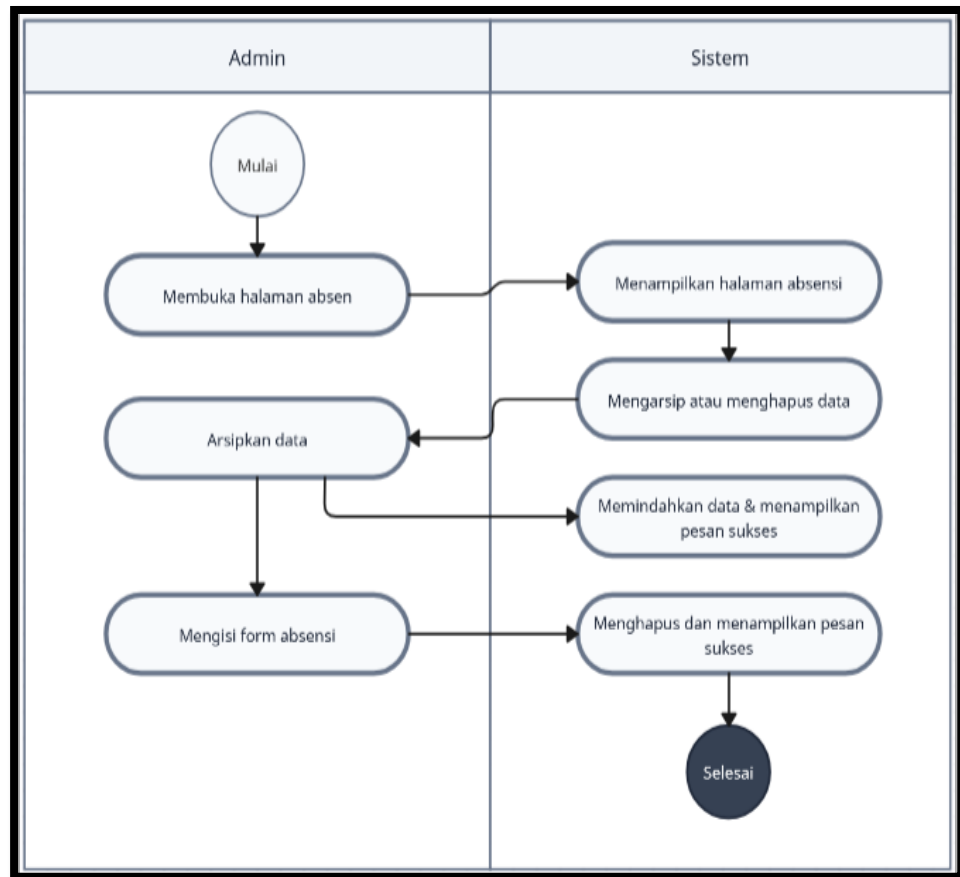 Admin
Sistem
Mulai
Membuka halaman absen
Menampilkan halaman absensi
Mengarsip atau menghapus data
Arsipkan data
Memindahkan data & menampilkan
pesan sukses
Mengisi form absensi
Menghapus dan menampilkan pesan
sukses
Selesai